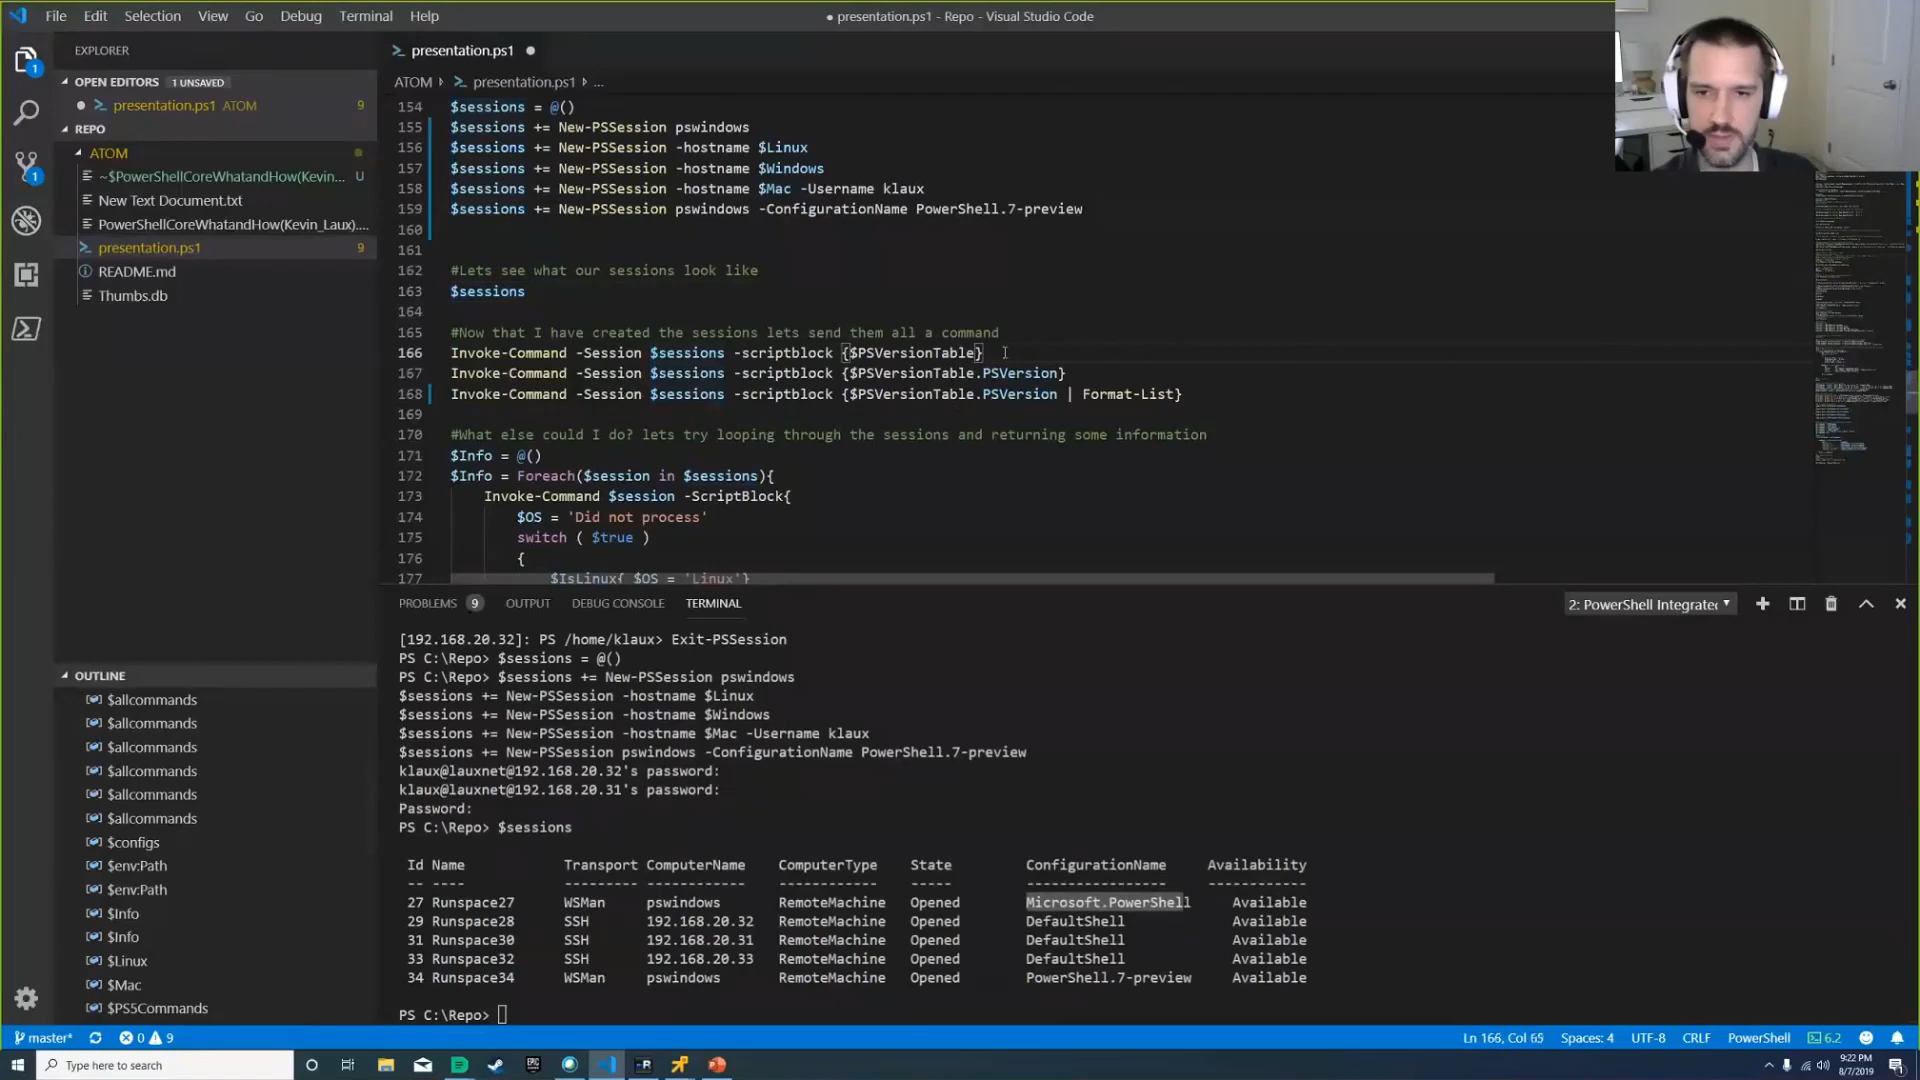 File Edit Selection View Go Debug Terminal Help
● presentation.ps1 - Repo - Visual Studio Code
EXPLORER
OPEN EDITORS 1 UNSAVED
presentation.ps1 ATOM 9
REPO
ATOM
~$PowerShellCoreWhatandHow(Kevin... U
New Text Document.txt
PowerShellCoreWhatandHow(Kevin_Laux)....
presentation.ps1 9
README.md
Thumbs.db
OUTLINE
$allcommands
$allcommands
$allcommands
$allcommands
$allcommands
$allcommands
$configs
$env:Path
$env:Path
$Info
$Info
$Linux
$Mac
$PS5Commands
presentation.ps1
ATOM presentation.ps1 ...
154 $sessions = @()
155 $sessions += New-PSSession pswindows
156 $sessions += New-PSSession -hostname $Linux
157 $sessions += New-PSSession -hostname $Windows
158 $sessions += New-PSSession -hostname $Mac -Username klaux
159 $sessions += New-PSSession pswindows -ConfigurationName PowerShell.7-preview
160
161
162 #Lets see what our sessions look like
163 $sessions
164
165 #Now that I have created the sessions lets send them all a command
166 Invoke-Command -Session $sessions -scriptblock {$PSVersionTable}
167 Invoke-Command -Session $sessions -scriptblock {$PSVersionTable.PSVersion}
168 Invoke-Command -Session $sessions -scriptblock {$PSVersionTable.PSVersion | Format-List}
169
170 #What else could I do? lets try looping through the sessions and returning some information
171 $Info = @()
172 $Info = Foreach($session in $sessions){
173 Invoke-Command $session -ScriptBlock{
174 $OS = 'Did not process'
175 switch ( $true )
176 {
177 $IsLinux{ $OS = 'Linux'}
PROBLEMS 9 OUTPUT DEBUG CONSOLE TERMINAL
2: PowerShell Integrated
[192.168.20.32]: PS /home/klaux> Exit-PSSession
PS C:\Repo> $sessions = @()
PS C:\Repo> $sessions += New-PSSession pswindows
$sessions += New-PSSession -hostname $Linux
$sessions += New-PSSession -hostname $Windows
$sessions += New-PSSession -hostname $Mac -Username klaux
$sessions += New-PSSession pswindows -ConfigurationName PowerShell.7-preview
klaux@lauxnet@192.168.20.32's password:
klaux@lauxnet@192.168.20.31's password:
Password:
PS C:\Repo> $sessions
Id Name Transport ComputerName ComputerType State ConfigurationName Availability
-- ---- --------- ------------ ------------ ----- ----------------- ------------
27 Runspace27 WSMan pswindows RemoteMachine Opened Microsoft.PowerShell Available
29 Runspace28 SSH 192.168.20.32 RemoteMachine Opened DefaultShell Available
31 Runspace30 SSH 192.168.20.31 RemoteMachine Opened DefaultShell Available
33 Runspace32 SSH 192.168.20.33 RemoteMachine Opened DefaultShell Available
34 Runspace34 WSMan pswindows RemoteMachine Opened PowerShell.7-preview Available
PS C:\Repo>
master* 0 9
Ln 166, Col 65 Spaces: 4 UTF-8 CRLF PowerShell 6.2
Type here to search
9:22 PM
8/7/2019